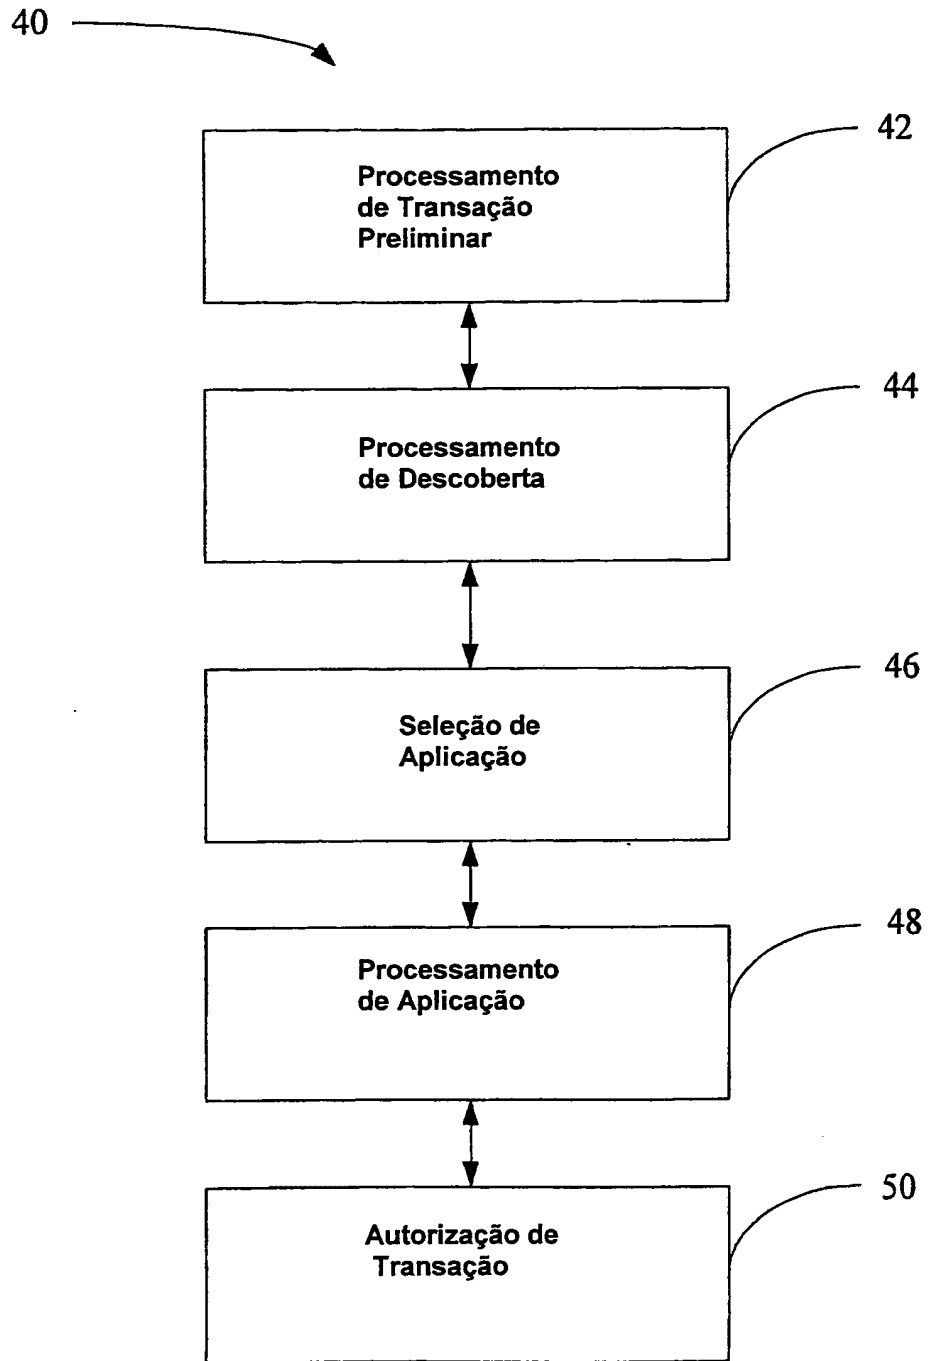 40
42
Processamento
de Transação
Preliminar
44
Processamento
de Descoberta
46
Seleção de
Aplicação
48
Processamento
de Aplicação
50
Autorização de
Transação